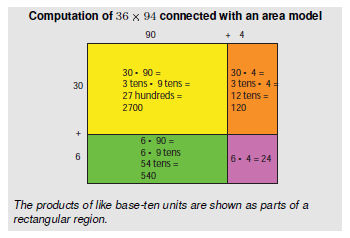 Computation of 36 × 94 connected with an area model
90 + 4
30
30 • 90 =
3 tens • 9 tens =
27 hundreds =
2700
30 • 4 =
3 tens • 4 =
12 tens =
120
+
6
6 • 90 =
6 • 9 tens
54 tens =
540
6 • 4 = 24
The products of like base-ten units are shown as parts of a
rectangular region.